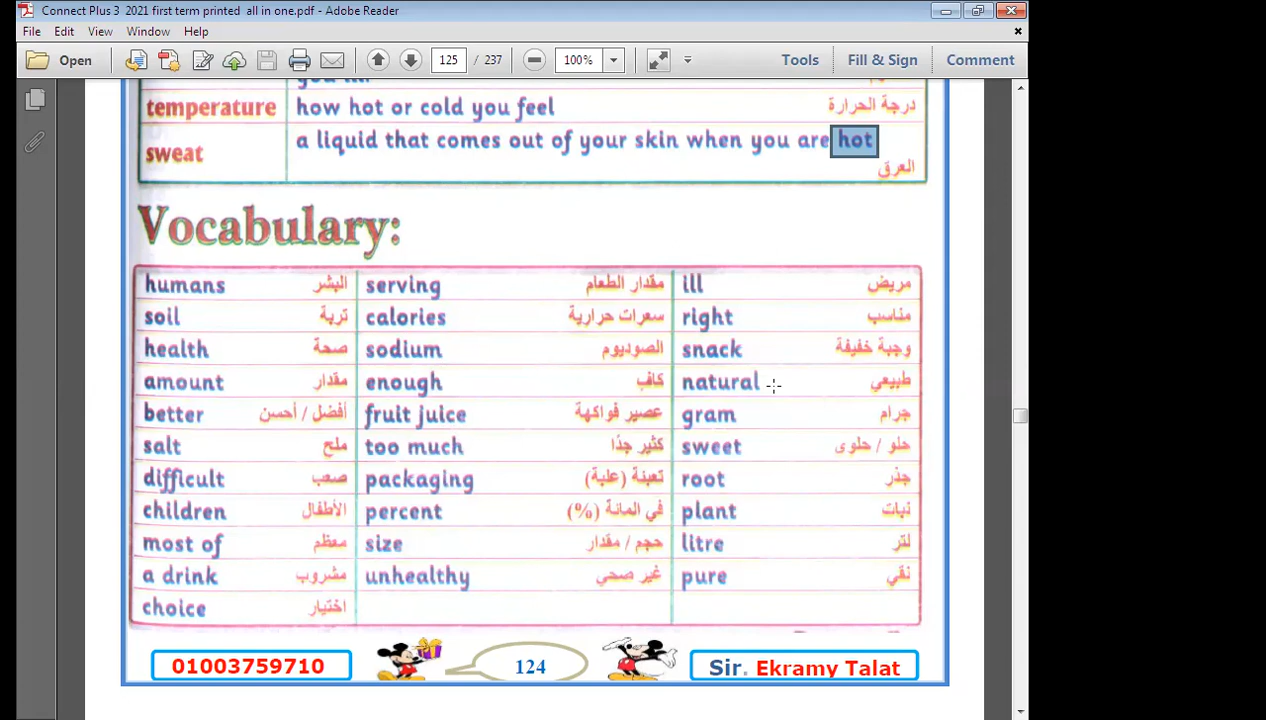 Connect Plus 3 2021 first term printed all in one.pdf - Adobe Reader
File Edit View Window Help
Open 125 / 237 100% Tools Fill & Sign Comment
you ill.
temperature how hot or cold you feel درجة الحرارة
sweat a liquid that comes out of your skin when you are hot
العرق
Vocabulary:
humans البشر serving مقدار الطعام ill مريض
soil تربة calories سعرات حرارية right مناسب
health صحة sodium الصوديوم snack وجبة خفيفة
amount مقدار enough كاف natural طبيعي
better أفضل / أحسن fruit juice عصير فواكهة gram جرام
salt ملح too much كثير جدًا sweet حلو / حلوى
difficult صعب packaging تعبئة (علبة) root جذر
children الأطفال percent في المائة (%) plant نبات
most of معظم size حجم / مقدار litre لتر
a drink مشروب unhealthy غير صحي pure نقي
choice اختيار
01003759710 124 Sir. Ekramy Talat